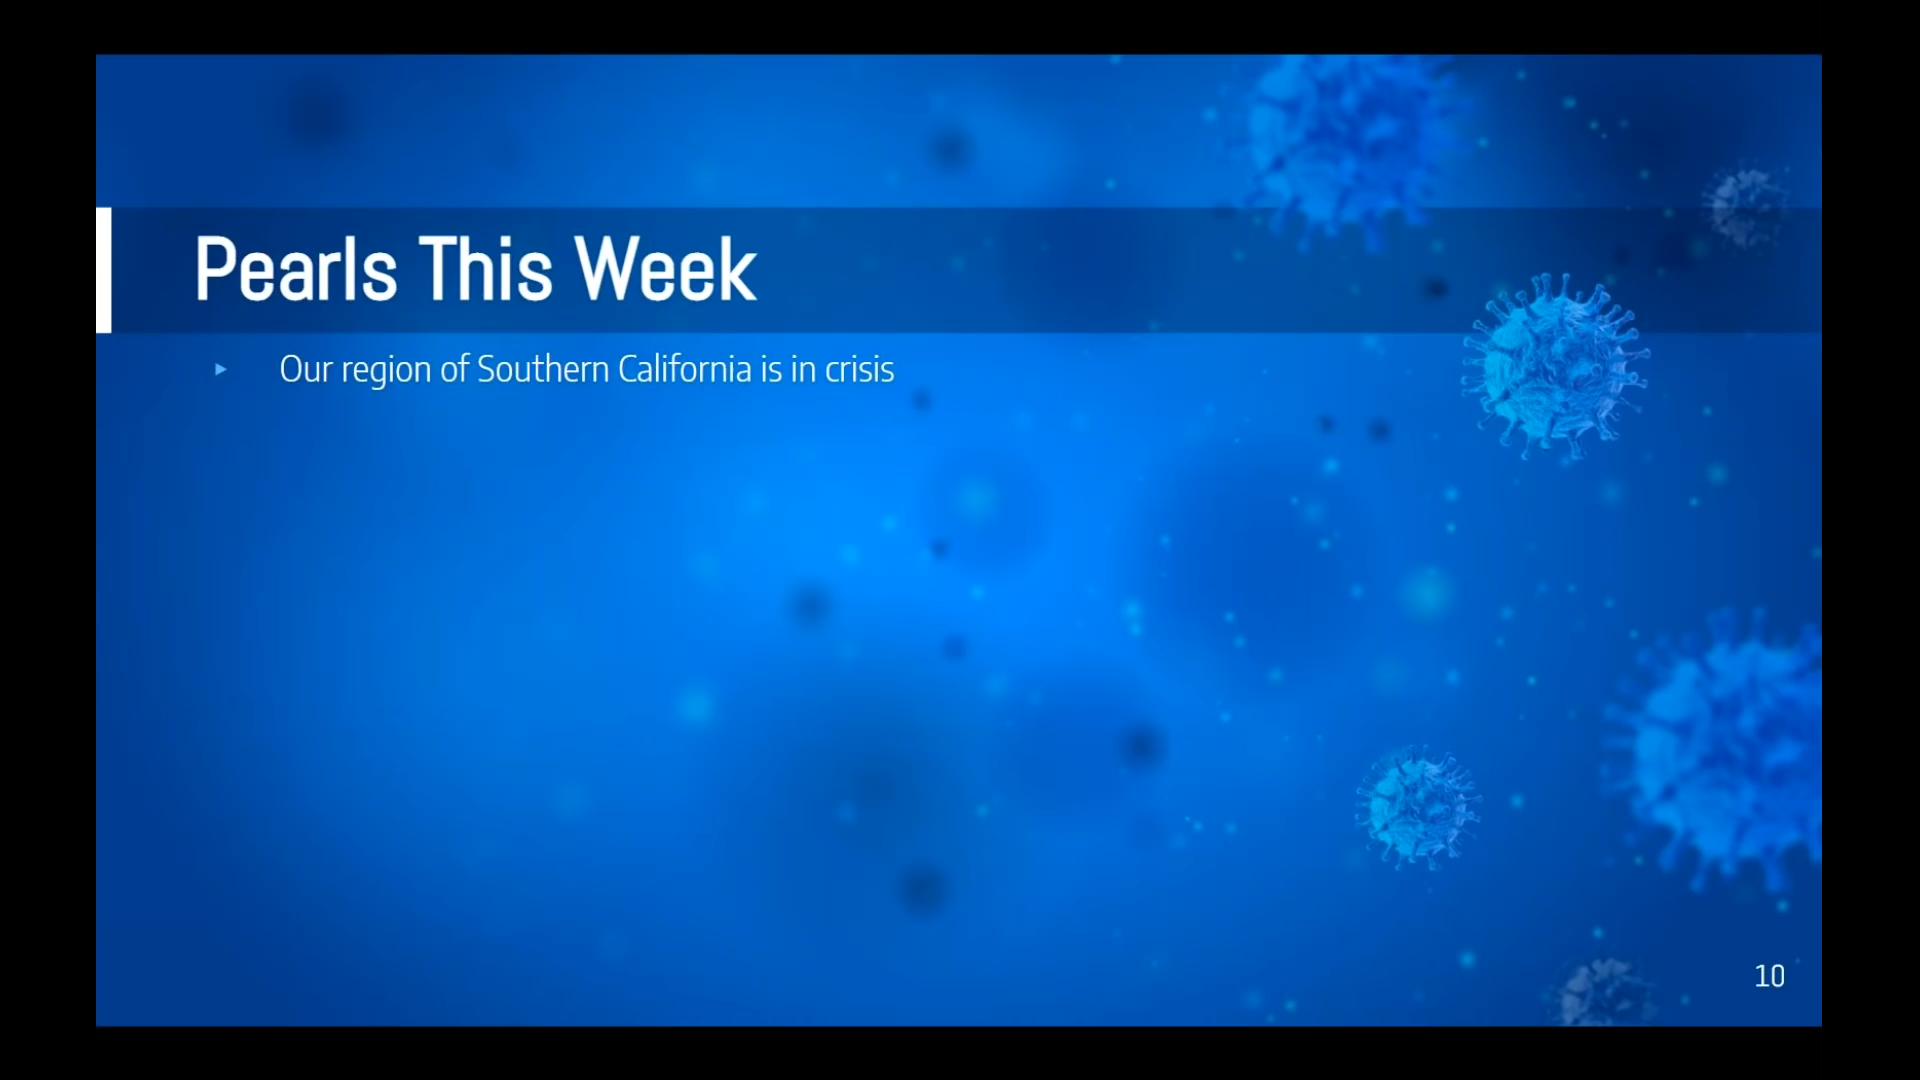 Pearls This Week
▸ Our region of Southern California is in crisis
10